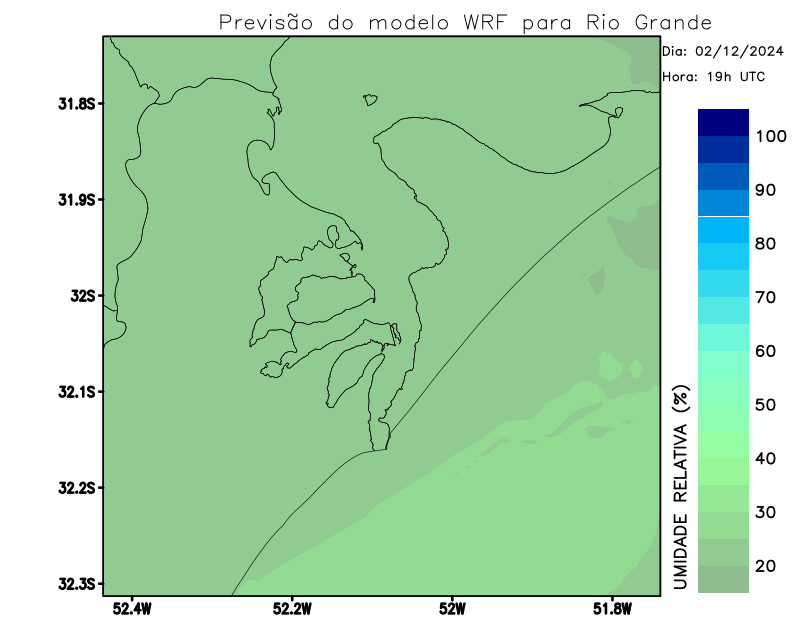 Previsão do modelo WRF para Rio Grande
Dia: 02/12/2024
Hora: 19h UTC
31.8S
31.9S
32S
32.1S
32.2S
32.3S
52.4W
52.2W
52W
51.8W
UMIDADE RELATIVA (%)
100
90
80
70
60
50
40
30
20